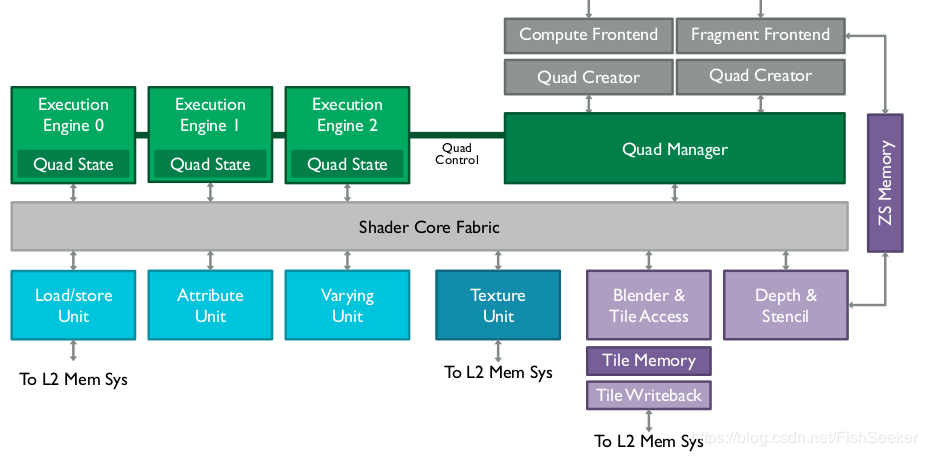 Compute Frontend
Fragment Frontend
Quad Creator
Quad Creator
Execution
Engine 0
Quad State
Execution
Engine 1
Quad State
Execution
Engine 2
Quad State
Quad
Control
Quad Manager
ZS Memory
Shader Core Fabric
Load/store
Unit
Attribute
Unit
Varying
Unit
Texture
Unit
Blender &
Tile Access
Depth &
Stencil
Tile Memory
Tile Writeback
To L2 Mem Sys
To L2 Mem Sys
To L2 Mem Sys
https://blog.csdn.net/FishSeeker